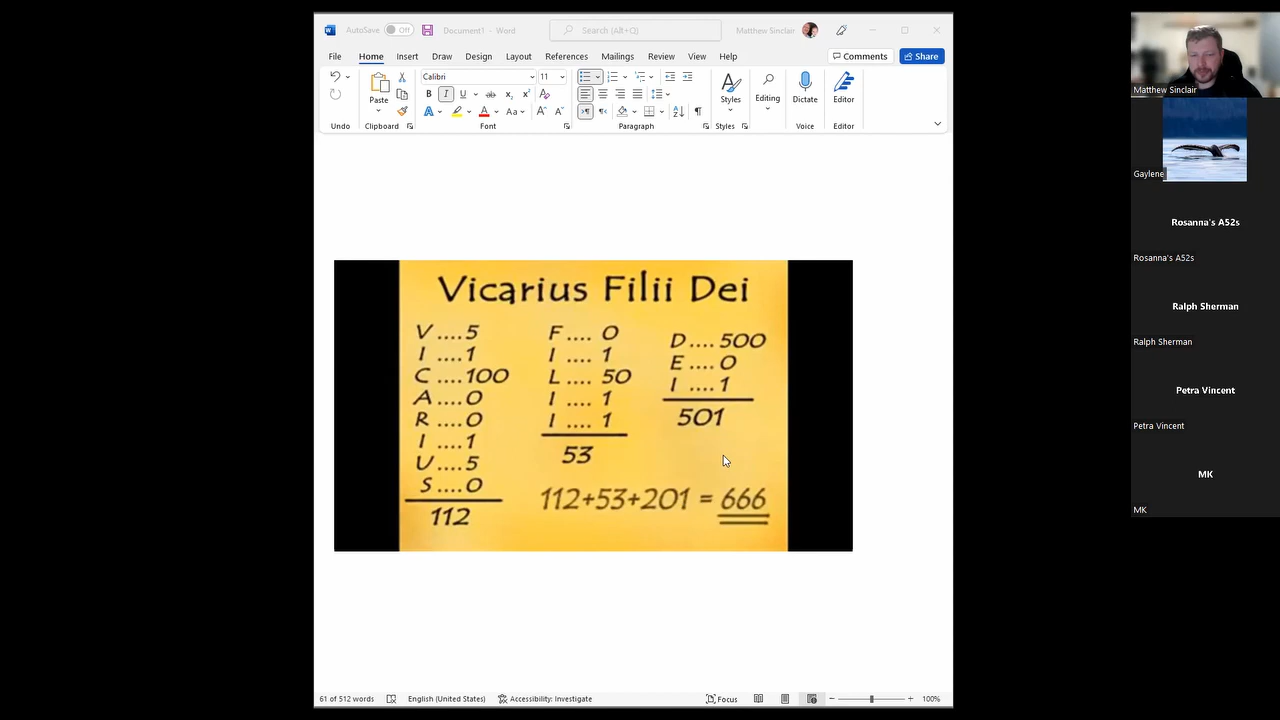 AutoSave Off Document1 - Word Search (Alt+Q) Matthew Sinclair
File Home Insert Draw Design Layout References Mailings Review View Help Comments Share
Calibri 11
Paste B I U ab x₂ x² A Styles Editing Dictate Editor
A A Aa A A
Undo Clipboard Font Paragraph Styles Voice Editor
Vicarius Filii Dei
V....5
I....1
C....100
A....0
R....0
I....1
U....5
S....0
112
F.... 0
I.... 1
L.... 50
I.... 1
I.... 1
53
D.... 500
E....0
I....1
501
112+53+201 = 666
61 of 512 words English (United States) Accessibility: Investigate Focus 100%
Matthew Sinclair
Gaylene
Rosanna's A52s
Rosanna's A52s
Ralph Sherman
Ralph Sherman
Petra Vincent
Petra Vincent
MK
MK